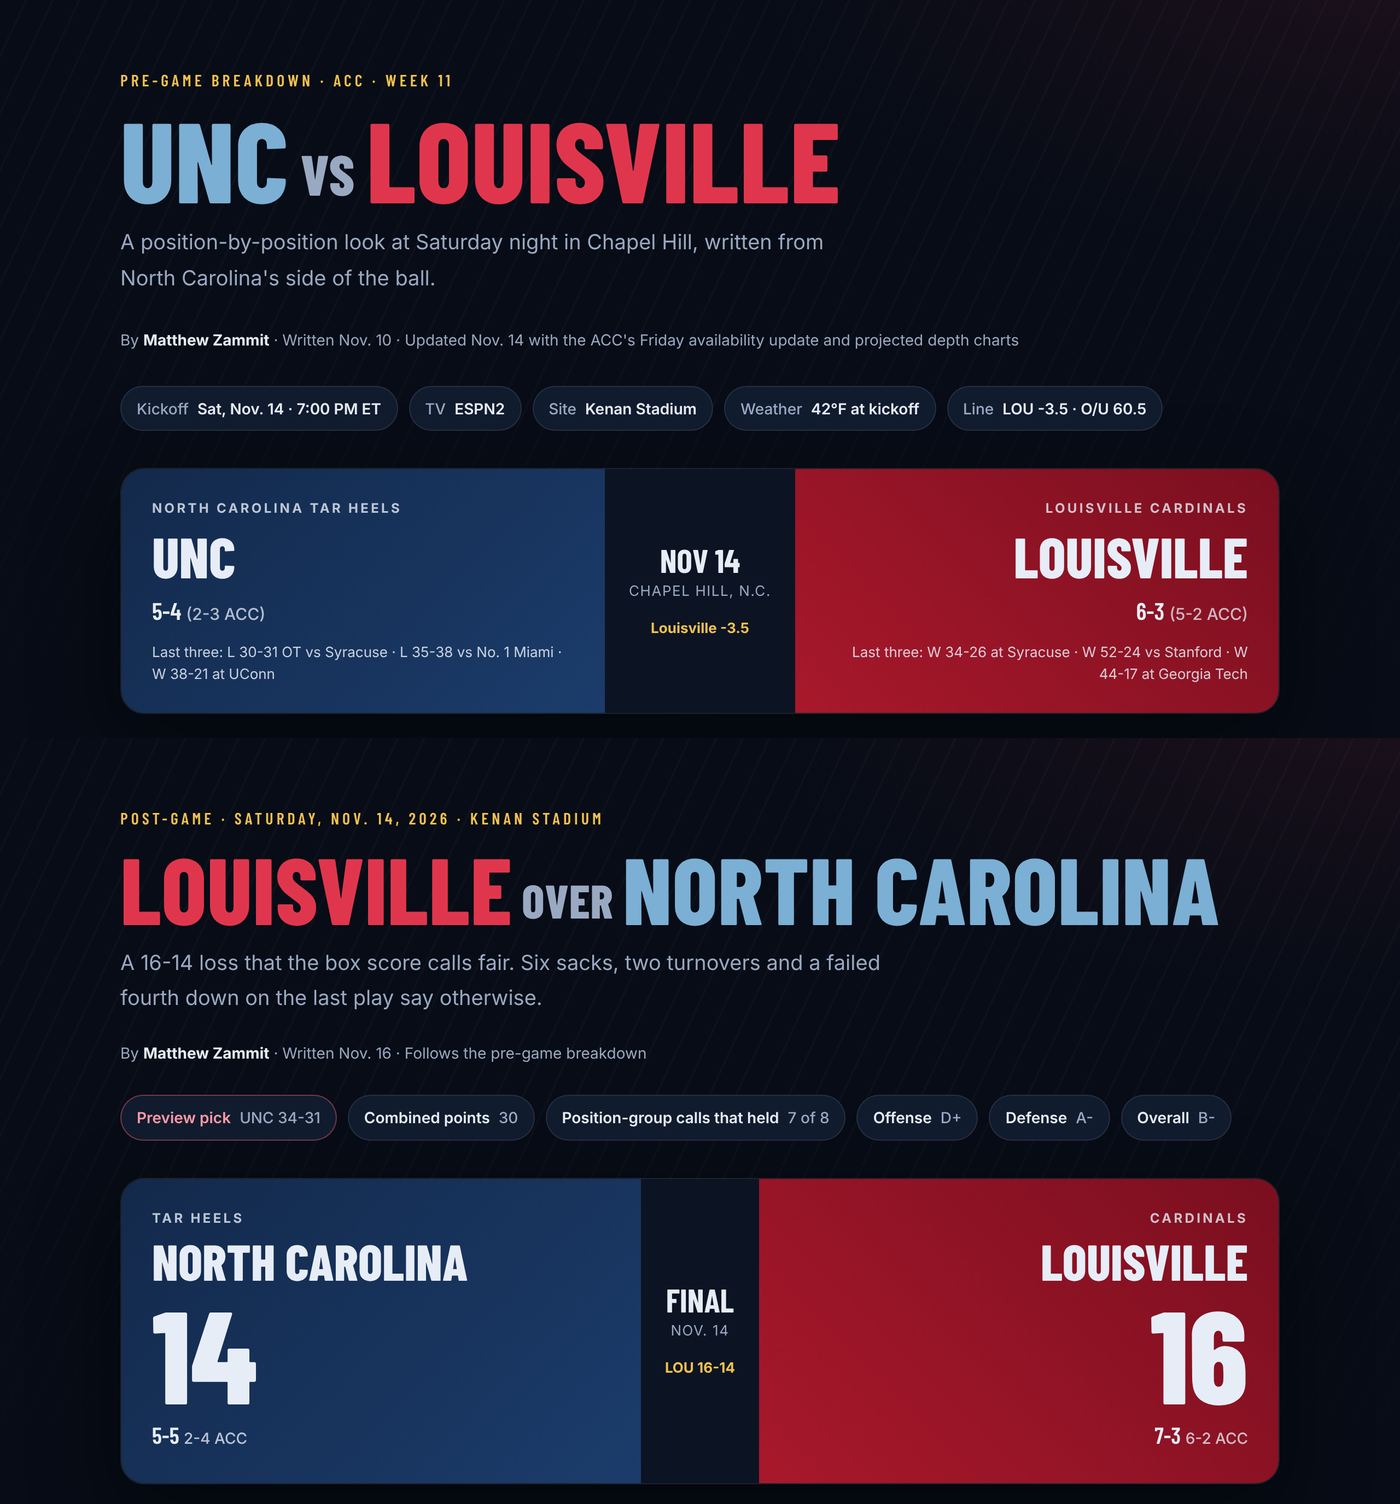 PRE-GAME BREAKDOWN · ACC · WEEK 11
UNC VS LOUISVILLE
A position-by-position look at Saturday night in Chapel Hill, written from
North Carolina's side of the ball.
By Matthew Zammit · Written Nov. 10 · Updated Nov. 14 with the ACC's Friday availability update and projected depth charts
Kickoff Sat, Nov. 14 · 7:00 PM ET
TV ESPN2
Site Kenan Stadium
Weather 42°F at kickoff
Line LOU -3.5 · O/U 60.5
NORTH CAROLINA TAR HEELS
UNC
5-4 (2-3 ACC)
Last three: L 30-31 OT vs Syracuse · L 35-38 vs No. 1 Miami ·
W 38-21 at UConn
NOV 14
CHAPEL HILL, N.C.
Louisville -3.5
LOUISVILLE CARDINALS
LOUISVILLE
6-3 (5-2 ACC)
Last three: W 34-26 at Syracuse · W 52-24 vs Stanford · W
44-17 at Georgia Tech
POST-GAME · SATURDAY, NOV. 14, 2026 · KENAN STADIUM
LOUISVILLE OVER NORTH CAROLINA
A 16-14 loss that the box score calls fair. Six sacks, two turnovers and a failed
fourth down on the last play say otherwise.
By Matthew Zammit · Written Nov. 16 · Follows the pre-game breakdown
Preview pick UNC 34-31
Combined points 30
Position-group calls that held 7 of 8
Offense D+
Defense A-
Overall B-
TAR HEELS
NORTH CAROLINA
14
5-5 2-4 ACC
FINAL
NOV. 14
LOU 16-14
CARDINALS
LOUISVILLE
16
7-3 6-2 ACC